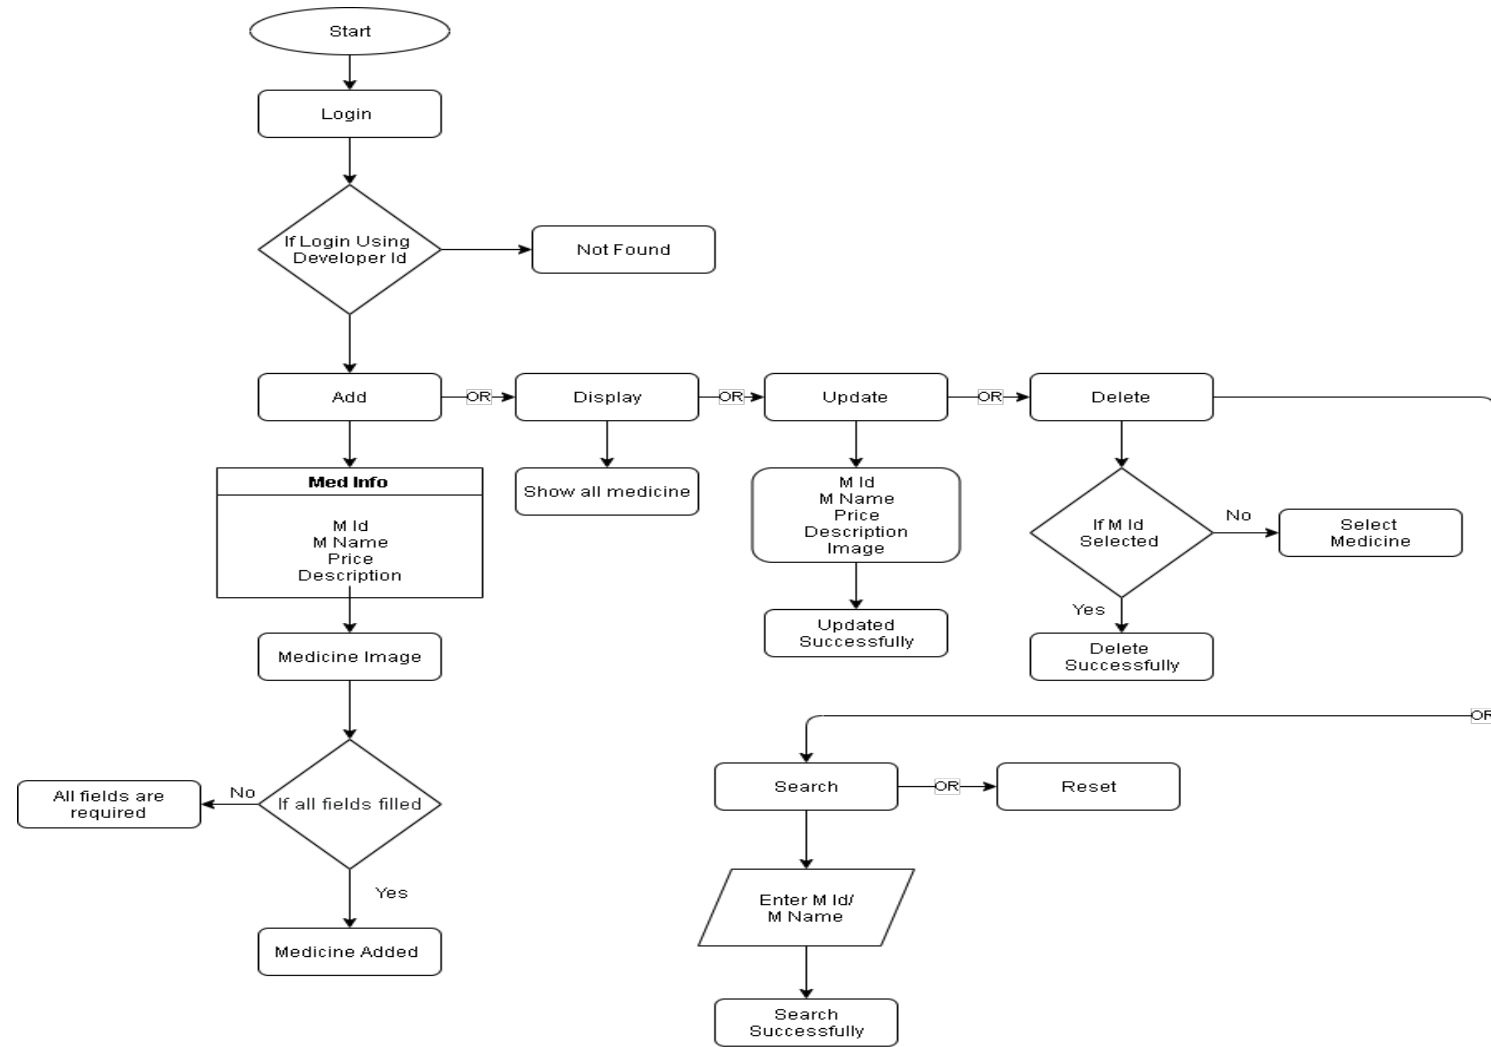 Start
Login
If Login Using
Developer Id
Not Found
Add
OR
Display
OR
Update
OR
Delete
Med Info
M Id
M Name
Price
Description
Show all medicine
M Id
M Name
Price
Description
Image
If M Id
Selected
No
Select
Medicine
Yes
Updated
Successfully
Delete
Successfully
Medicine Image
OR
Search
OR
Reset
All fields are
required
No
If all fields filled
Yes
Enter M Id/
M Name
Medicine Added
Search
Successfully